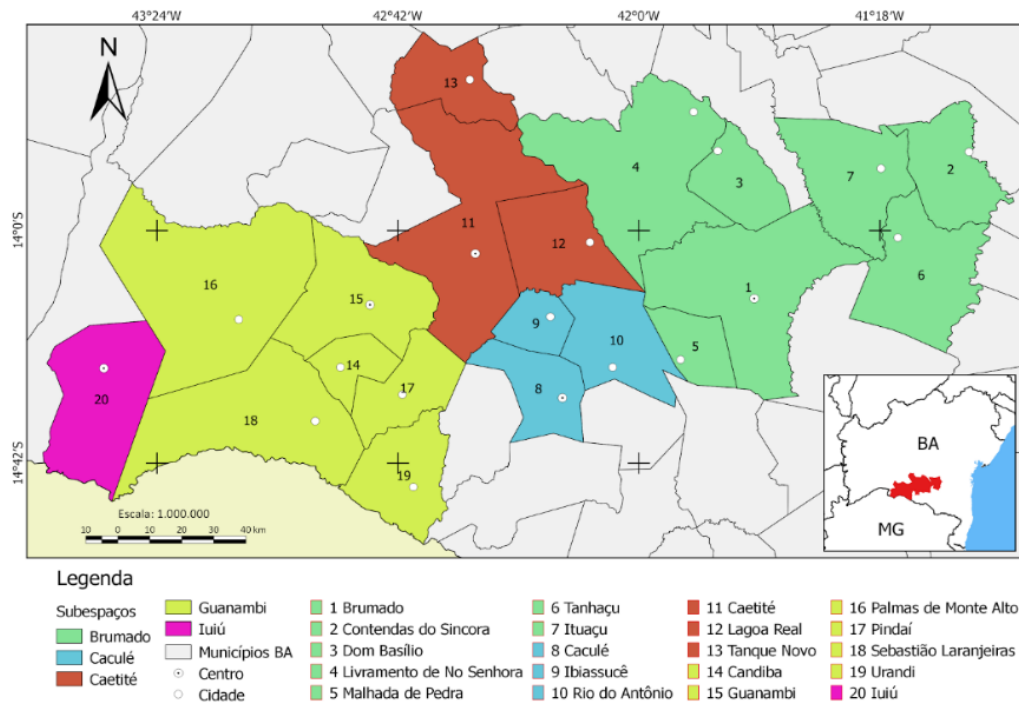 43°24'W 42°42'W 42°0'W 41°18'W
N
14°0'S
14°42'S
13
4
3
7
2
11
12
16
15
1
6
9
10
5
14
17
20
8
18
19
Escala: 1.000.000
10 0 10 20 30 40 km
BA
MG
Legenda
Subespaços
Brumado
Caculé
Caetité
Guanambi
Iuiú
Municípios BA
Centro
Cidade
1 Brumado
2 Contendas do Sincora
3 Dom Basílio
4 Livramento de No Senhora
5 Malhada de Pedra
6 Tanhaçu
7 Ituaçu
8 Caculé
9 Ibiassucê
10 Rio do Antônio
11 Caetité
12 Lagoa Real
13 Tanque Novo
14 Candiba
15 Guanambi
16 Palmas de Monte Alto
17 Pindaí
18 Sebastião Laranjeiras
19 Urandi
20 Iuiú